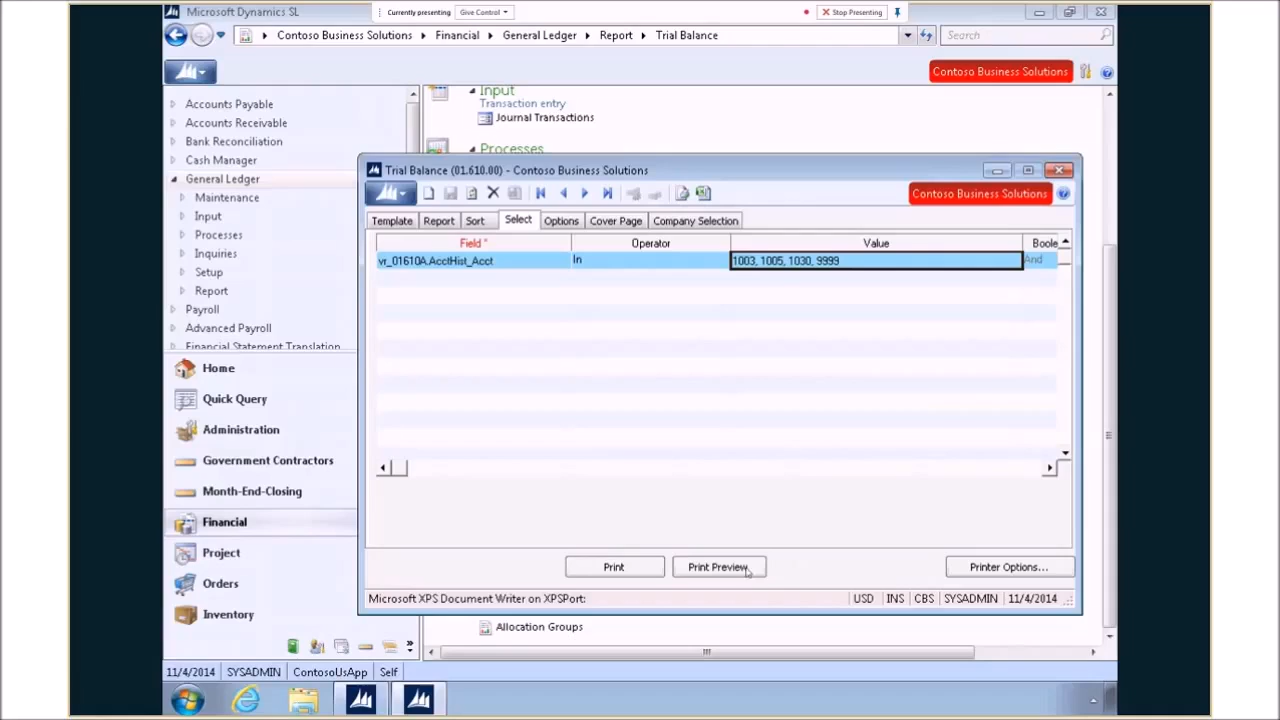 Microsoft Dynamics SL
Currently presenting
Give Control
Stop Presenting
Contoso Business Solutions
Financial
General Ledger
Report
Trial Balance
Search
Contoso Business Solutions
Accounts Payable
Accounts Receivable
Bank Reconciliation
Cash Manager
General Ledger
Maintenance
Input
Processes
Inquiries
Setup
Report
Payroll
Advanced Payroll
Financial Statement Translation
Home
Quick Query
Administration
Government Contractors
Month-End-Closing
Financial
Project
Orders
Inventory
Input
Transaction entry
Journal Transactions
Processes
Trial Balance (01.610.00) - Contoso Business Solutions
Contoso Business Solutions
Template Report Sort Select Options Cover Page Company Selection
Field * Operator Value Boole
vr_01610A.AcctHist_Acct In 1003, 1005, 1030, 9999 And
Print Print Preview Printer Options...
Microsoft XPS Document Writer on XPSPort: USD INS CBS SYSADMIN 11/4/2014
Allocation Groups
11/4/2014 SYSADMIN ContosoUsApp Self